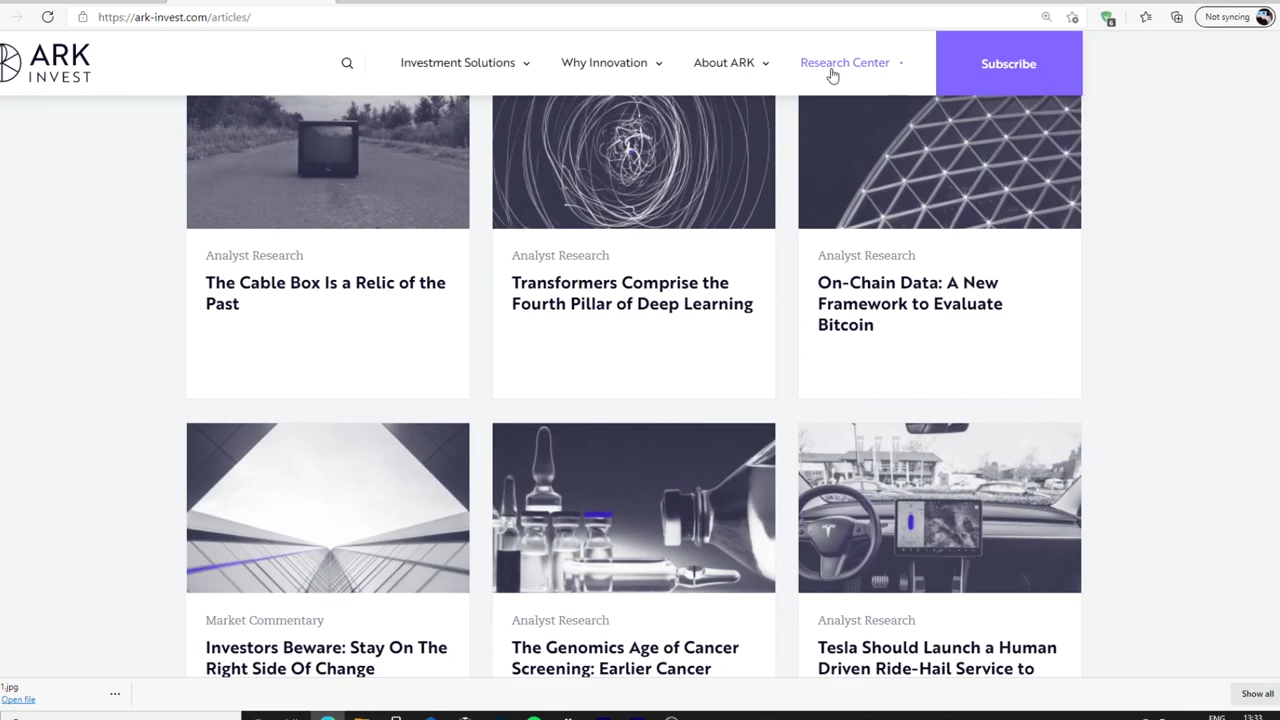 https://ark-invest.com/articles/
Not syncing
6
ARK
INVEST
Investment Solutions
Why Innovation
About ARK
Research Center
Subscribe
Analyst Research
The Cable Box Is a Relic of the
Past
Analyst Research
Transformers Comprise the
Fourth Pillar of Deep Learning
Analyst Research
On-Chain Data: A New
Framework to Evaluate
Bitcoin
Market Commentary
Investors Beware: Stay On The
Right Side Of Change
Analyst Research
The Genomics Age of Cancer
Screening: Earlier Cancer
Analyst Research
Tesla Should Launch a Human
Driven Ride-Hail Service to
1.jpg
Open file
...
Show all
ENG
13:33